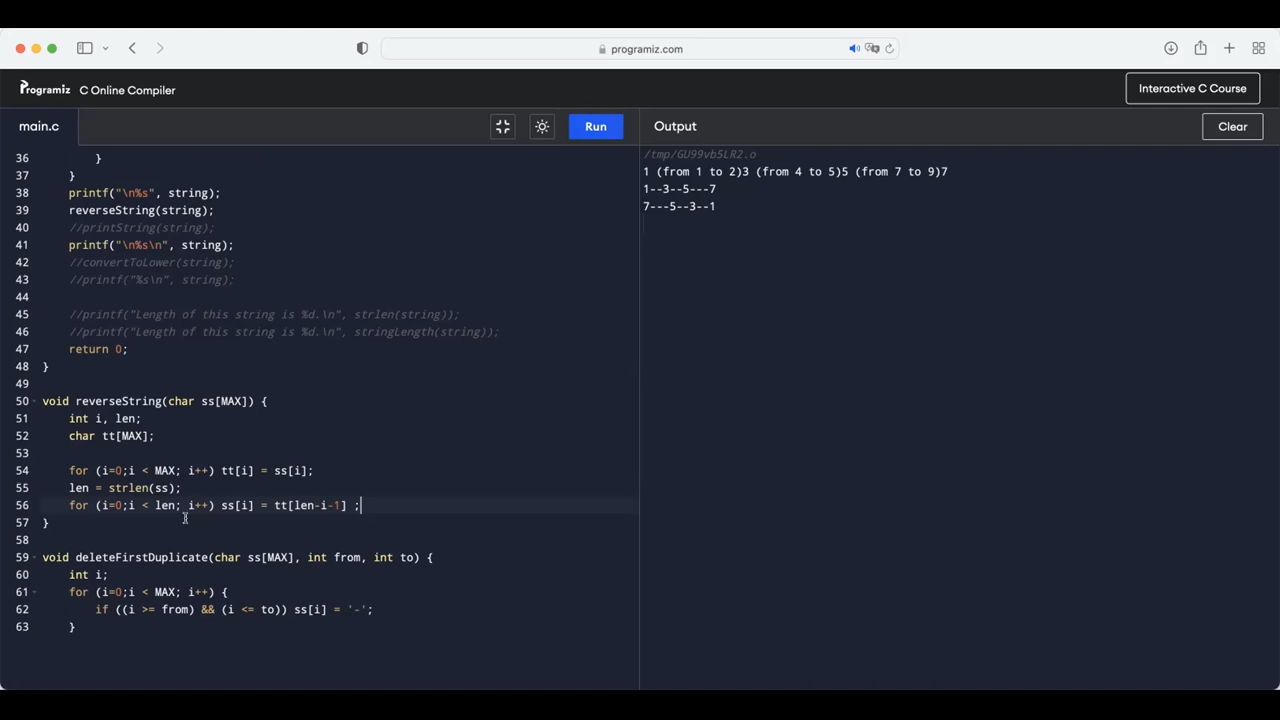 programiz.com
Programiz C Online Compiler
Interactive C Course
main.c
Run
Output
Clear
36 }
37 }
38 printf("\n%s", string);
39 reverseString(string);
40 //printString(string);
41 printf("\n%s\n", string);
42 //convertToLower(string);
43 //printf("%s\n", string);
44
45 //printf("Length of this string is %d.\n", strlen(string));
46 //printf("Length of this string is %d.\n", stringLength(string));
47 return 0;
48 }
49
50 void reverseString(char ss[MAX]) {
51 int i, len;
52 char tt[MAX];
53
54 for (i=0;i < MAX; i++) tt[i] = ss[i];
55 len = strlen(ss);
56 for (i=0;i < len; i++) ss[i] = tt[len-i-1] ;
57 }
58
59 void deleteFirstDuplicate(char ss[MAX], int from, int to) {
60 int i;
61 for (i=0;i < MAX; i++) {
62 if ((i >= from) && (i <= to)) ss[i] = '-';
63 }
/tmp/GU99vb5LR2.o
1 (from 1 to 2)3 (from 4 to 5)5 (from 7 to 9)7
1--3--5---7
7---5--3--1